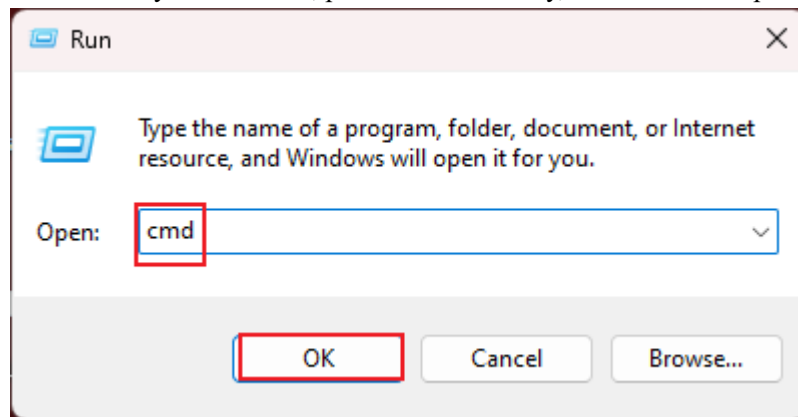 Run
Type the name of a program, folder, document, or Internet
resource, and Windows will open it for you.
Open: cmd
OK Cancel Browse...